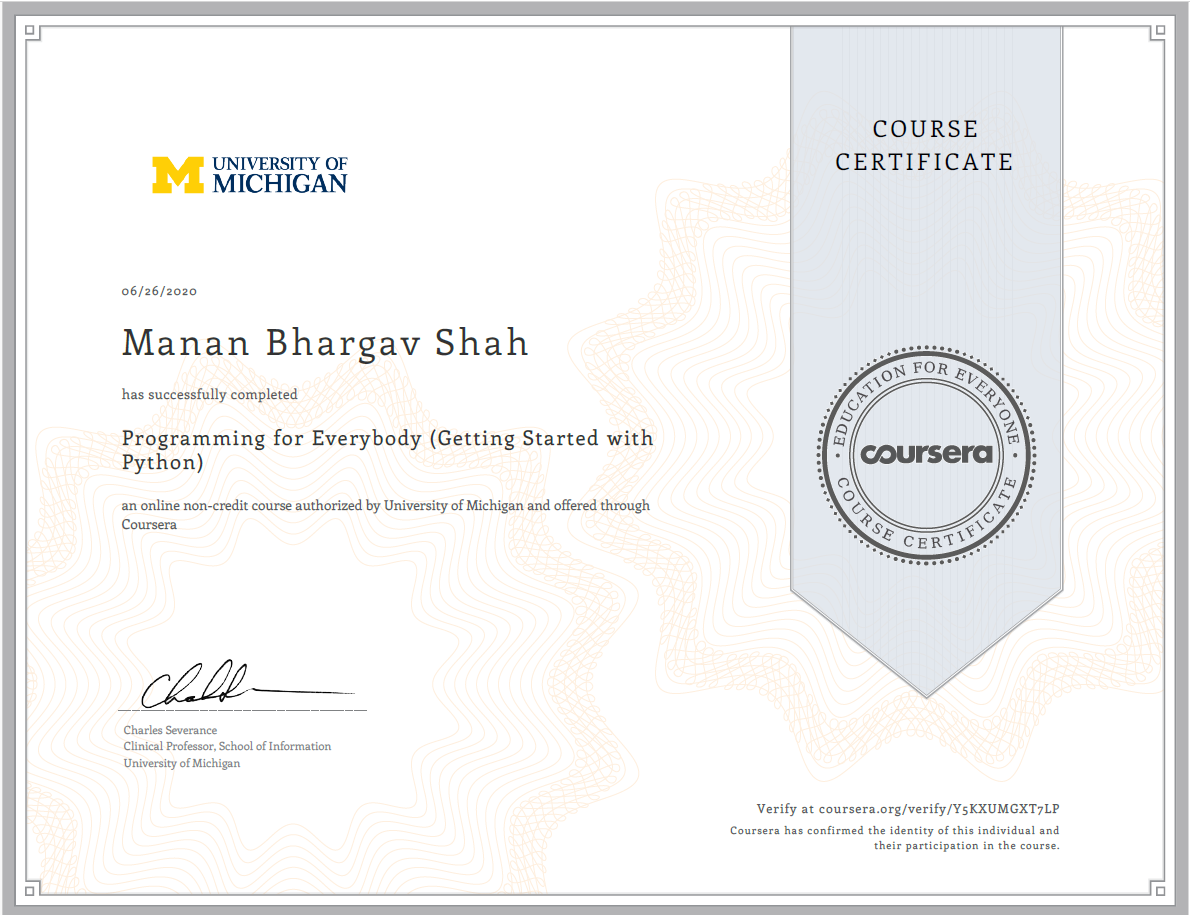 COURSE
CERTIFICATE
UNIVERSITY OF
MICHIGAN
06/26/2020
Manan Bhargav Shah
has successfully completed
Programming for Everybody (Getting Started with
Python)
an online non-credit course authorized by University of Michigan and offered through
Coursera
EDUCATION FOR EVERYONE
coursera
COURSE CERTIFICATE
Charles Severance
Clinical Professor, School of Information
University of Michigan
Verify at coursera.org/verify/Y5KXUMGXT7LP
Coursera has confirmed the identity of this individual and
their participation in the course.